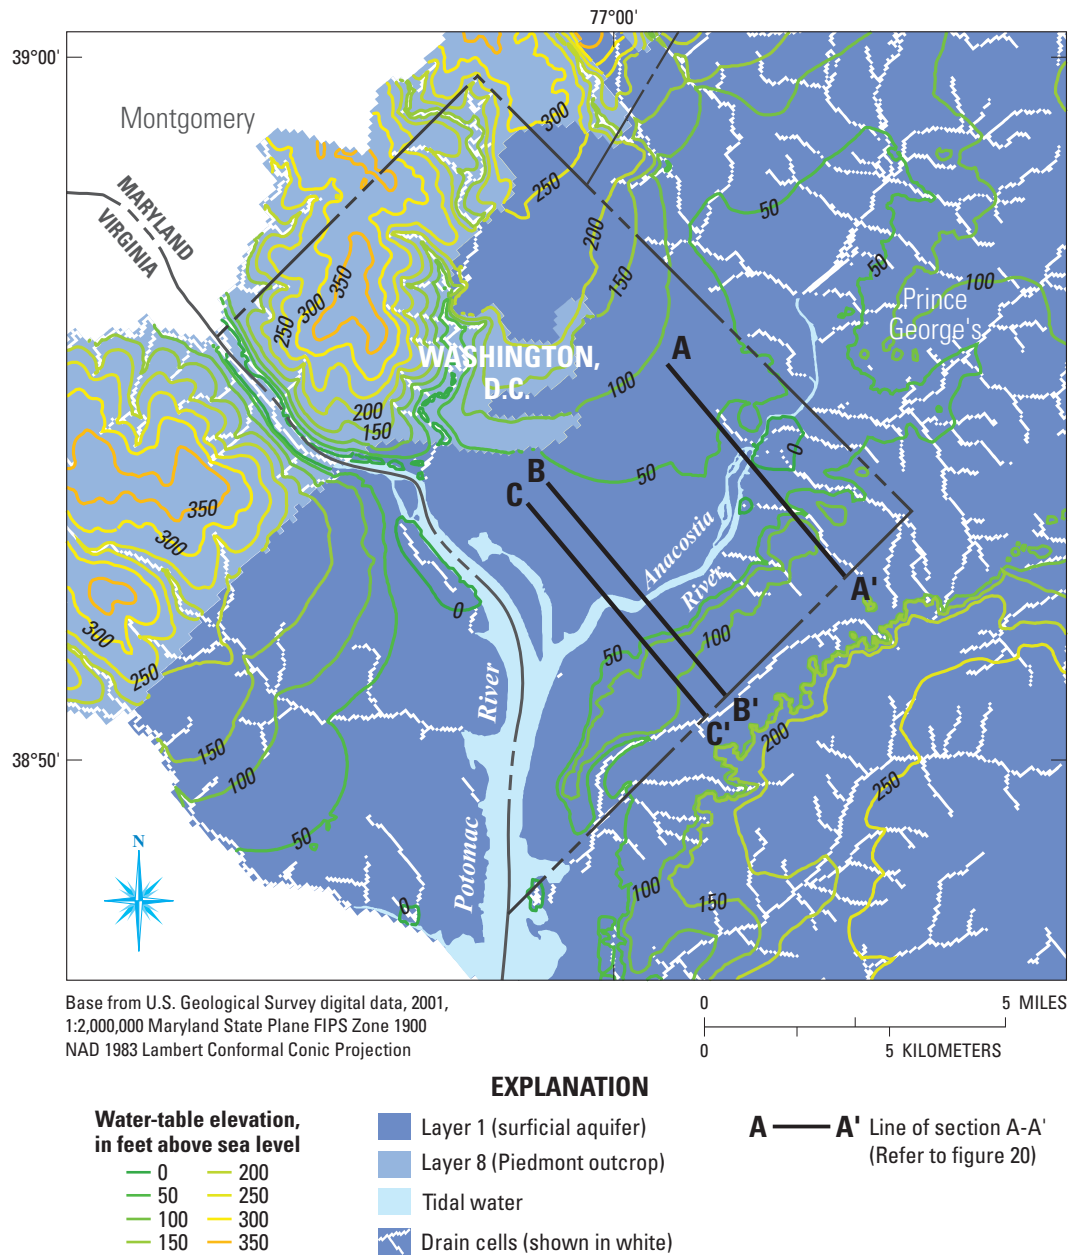 77°00'
39°00'
Montgomery
300
250
50
MARYLAND
VIRGINIA
200
50
350
300
250
150
100
Prince
George's
A
WASHINGTON,
D.C.
100
200
150
0
50
B
C
350
300
Anacostia
River
A'
0
300
250
50
100
River
B'
C'
200
150
100
250
38°50'
50
Potomac
100
150
0
N
Base from U.S. Geological Survey digital data, 2001,
1:2,000,000 Maryland State Plane FIPS Zone 1900
NAD 1983 Lambert Conformal Conic Projection
0 5 MILES
0 5 KILOMETERS
EXPLANATION
Water-table elevation,
in feet above sea level
0 200
50 250
100 300
150 350
Layer 1 (surficial aquifer)
Layer 8 (Piedmont outcrop)
Tidal water
Drain cells (shown in white)
A A' Line of section A-A'
(Refer to figure 20)